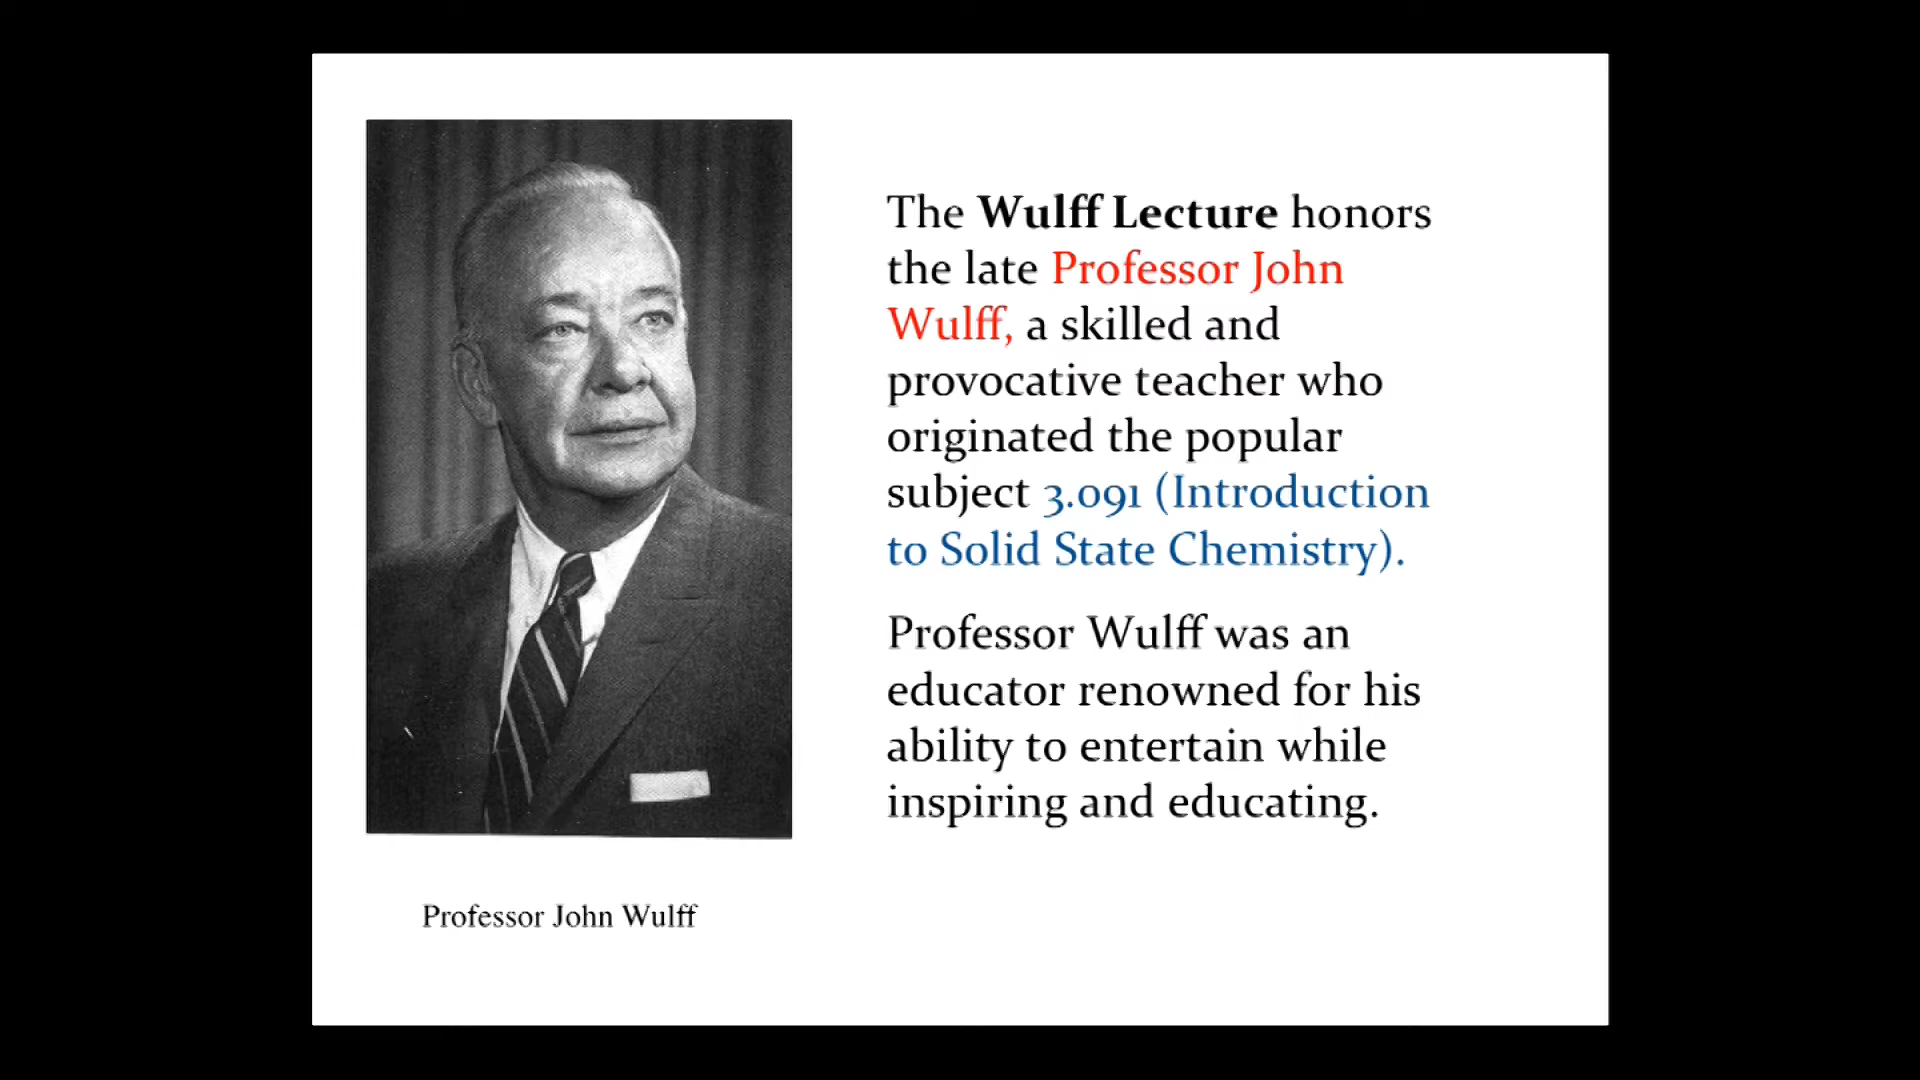 The Wulff Lecture honors
the late Professor John
Wulff, a skilled and
provocative teacher who
originated the popular
subject 3.091 (Introduction
to Solid State Chemistry).
Professor Wulff was an
educator renowned for his
ability to entertain while
inspiring and educating.
Professor John Wulff